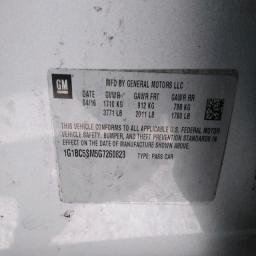 GM
MFD BY GENERAL MOTORS LLC
DATE GVWR GAWR FRT GAWR RR
04/16 1710 KG 912 KG 798 KG
3771 LB 2011 LB 1760 LB
THIS VEHICLE CONFORMS TO ALL APPLICABLE U.S. FEDERAL MOTOR
VEHICLE SAFETY, BUMPER, AND THEFT PREVENTION STANDARDS IN
EFFECT ON THE DATE OF MANUFACTURE SHOWN ABOVE.
1G1BC5SM5G7260823 TYPE: PASS CAR